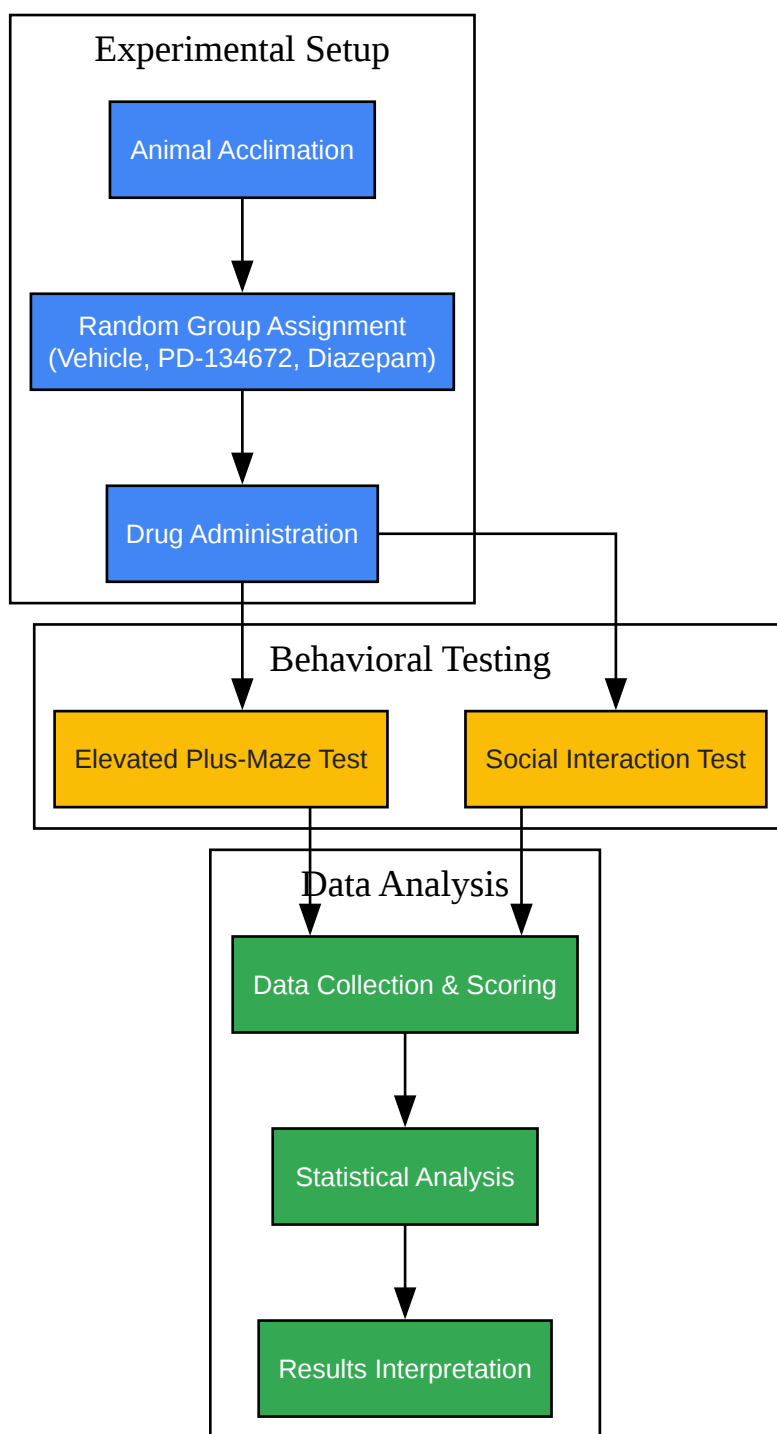 Experimental Setup
Animal Acclimation
Random Group Assignment
(Vehicle, PD-134672, Diazepam)
Drug Administration
Behavioral Testing
Elevated Plus-Maze Test
Social Interaction Test
Data Analysis
Data Collection & Scoring
Statistical Analysis
Results Interpretation